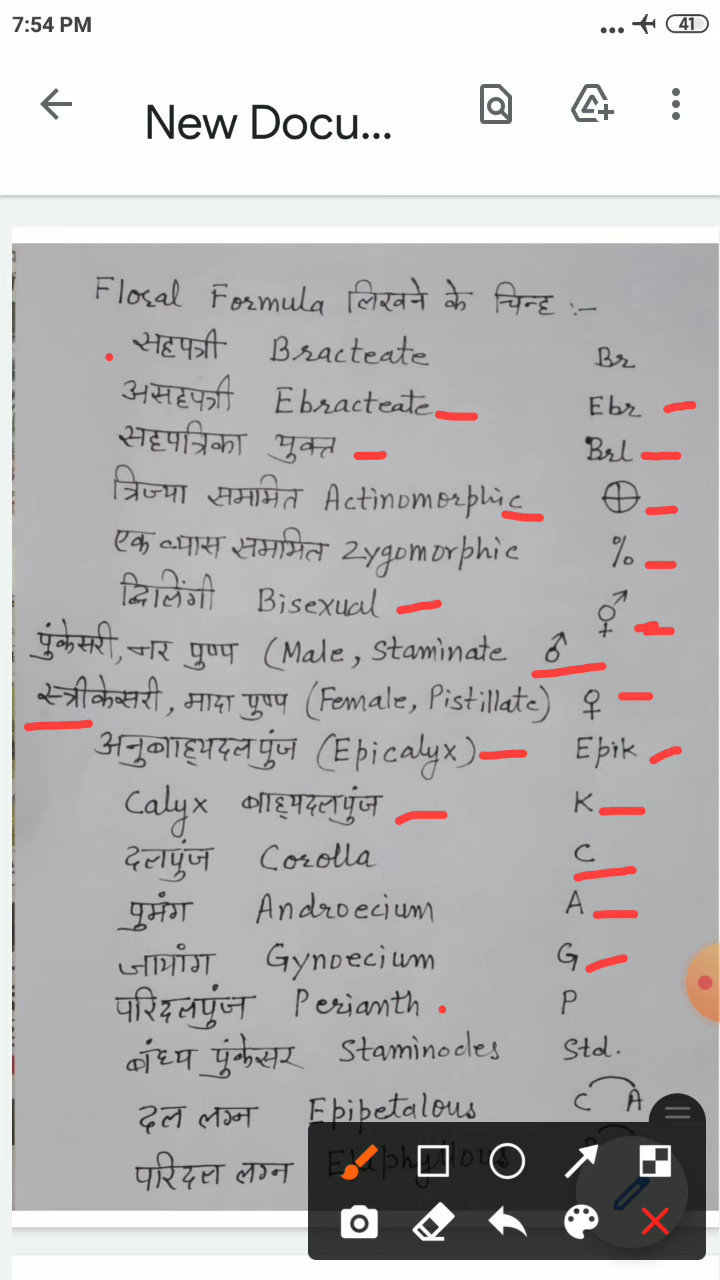 7:54 PM
41
New Docu...
Floral Formula लिखने के चिन्ह :-
सहपत्री Bracteate Br
असहपत्री Ebracteate Ebr
सहपत्रिका युक्त Brl
त्रिज्या सममित Actinomorphic ⊕
एक व्यास सममित Zygomorphic %
द्विलिंगी Bisexual ⚥
पुंकेसरी, नर पुष्प (Male, Staminate ♂
स्त्रीकेसरी, मादा पुष्प (Female, Pistillate) ♀
अनुबाह्यदलपुंज (Epicalyx) Epik
Calyx बाह्यदलपुंज K
दलपुंज Corolla C
पुमंग Androecium A
जायांग Gynoecium G
परिदलपुंज Perianth P
बंध्य पुंकेसर Staminodes Std.
दल लग्न Epipetalous C A
परिदल लग्न